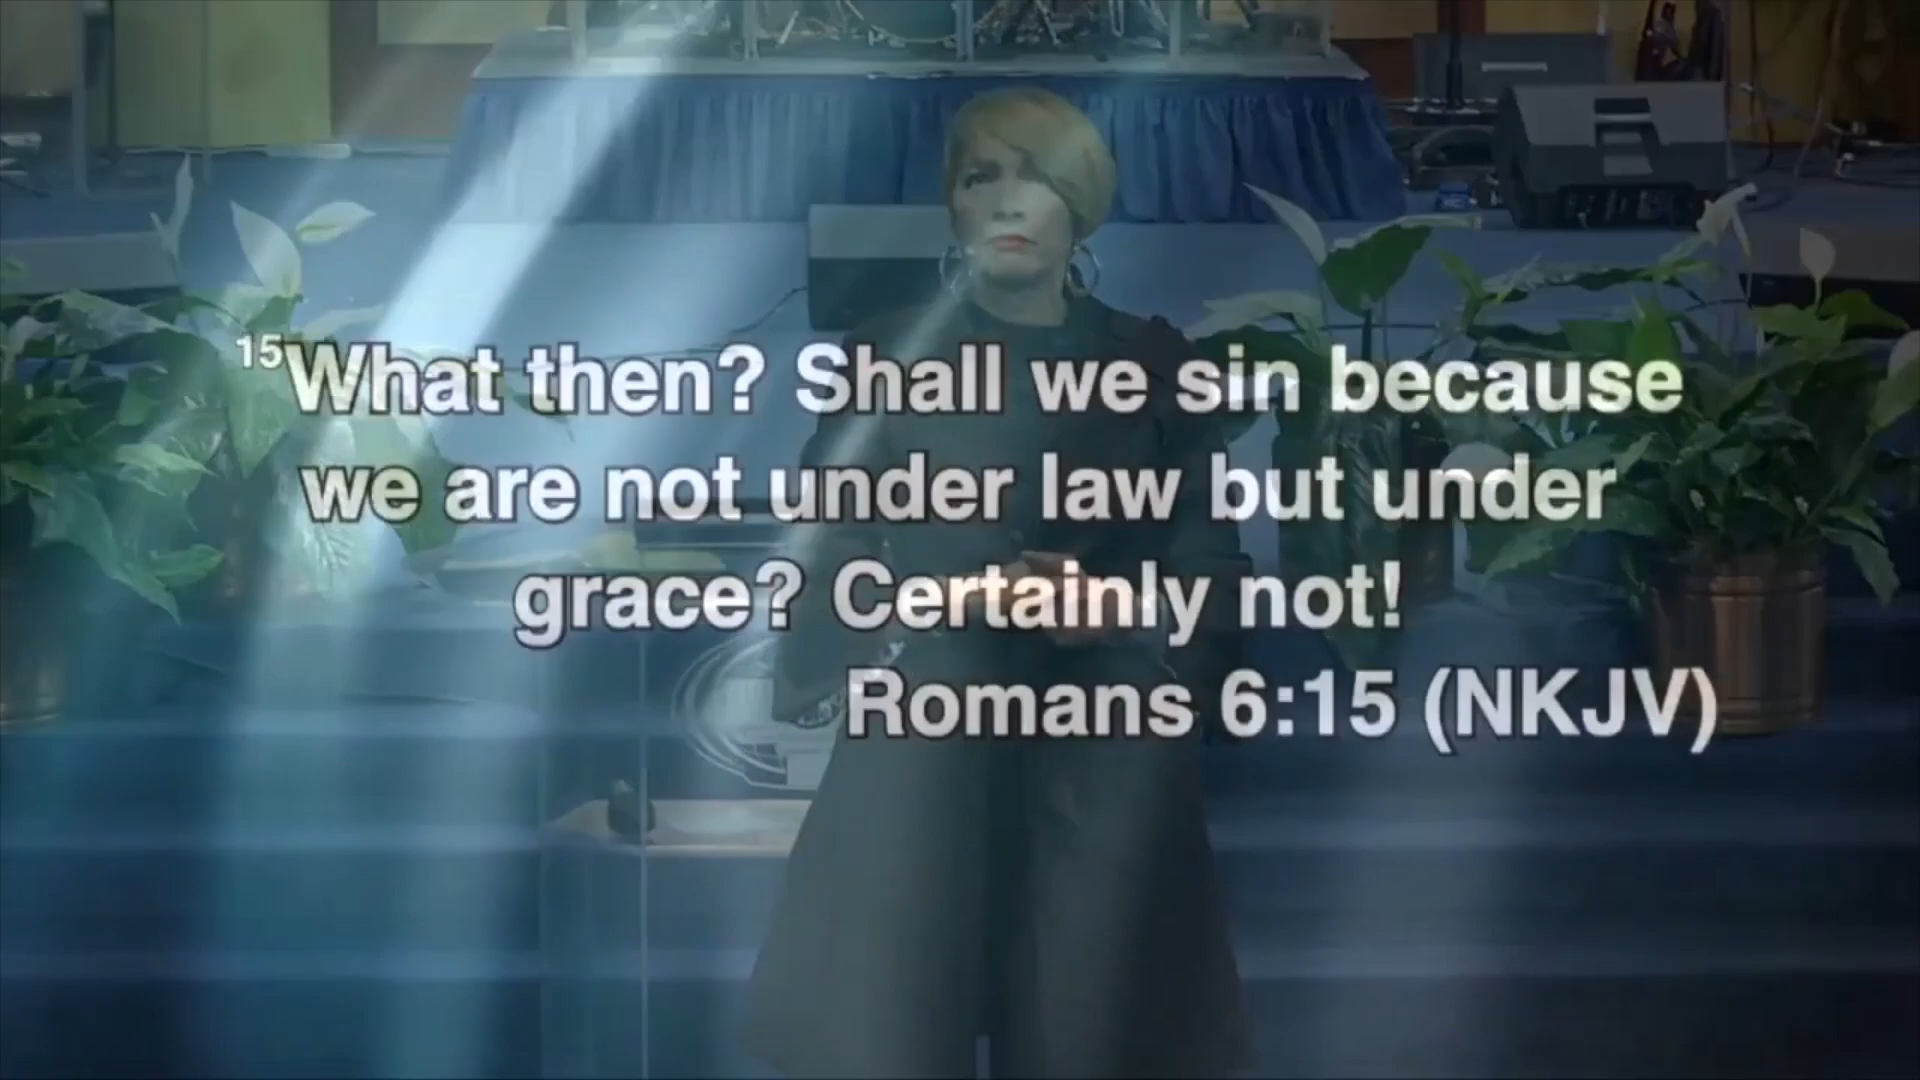 15What then? Shall we sin because
we are not under law but under
grace? Certainly not!
Romans 6:15 (NKJV)